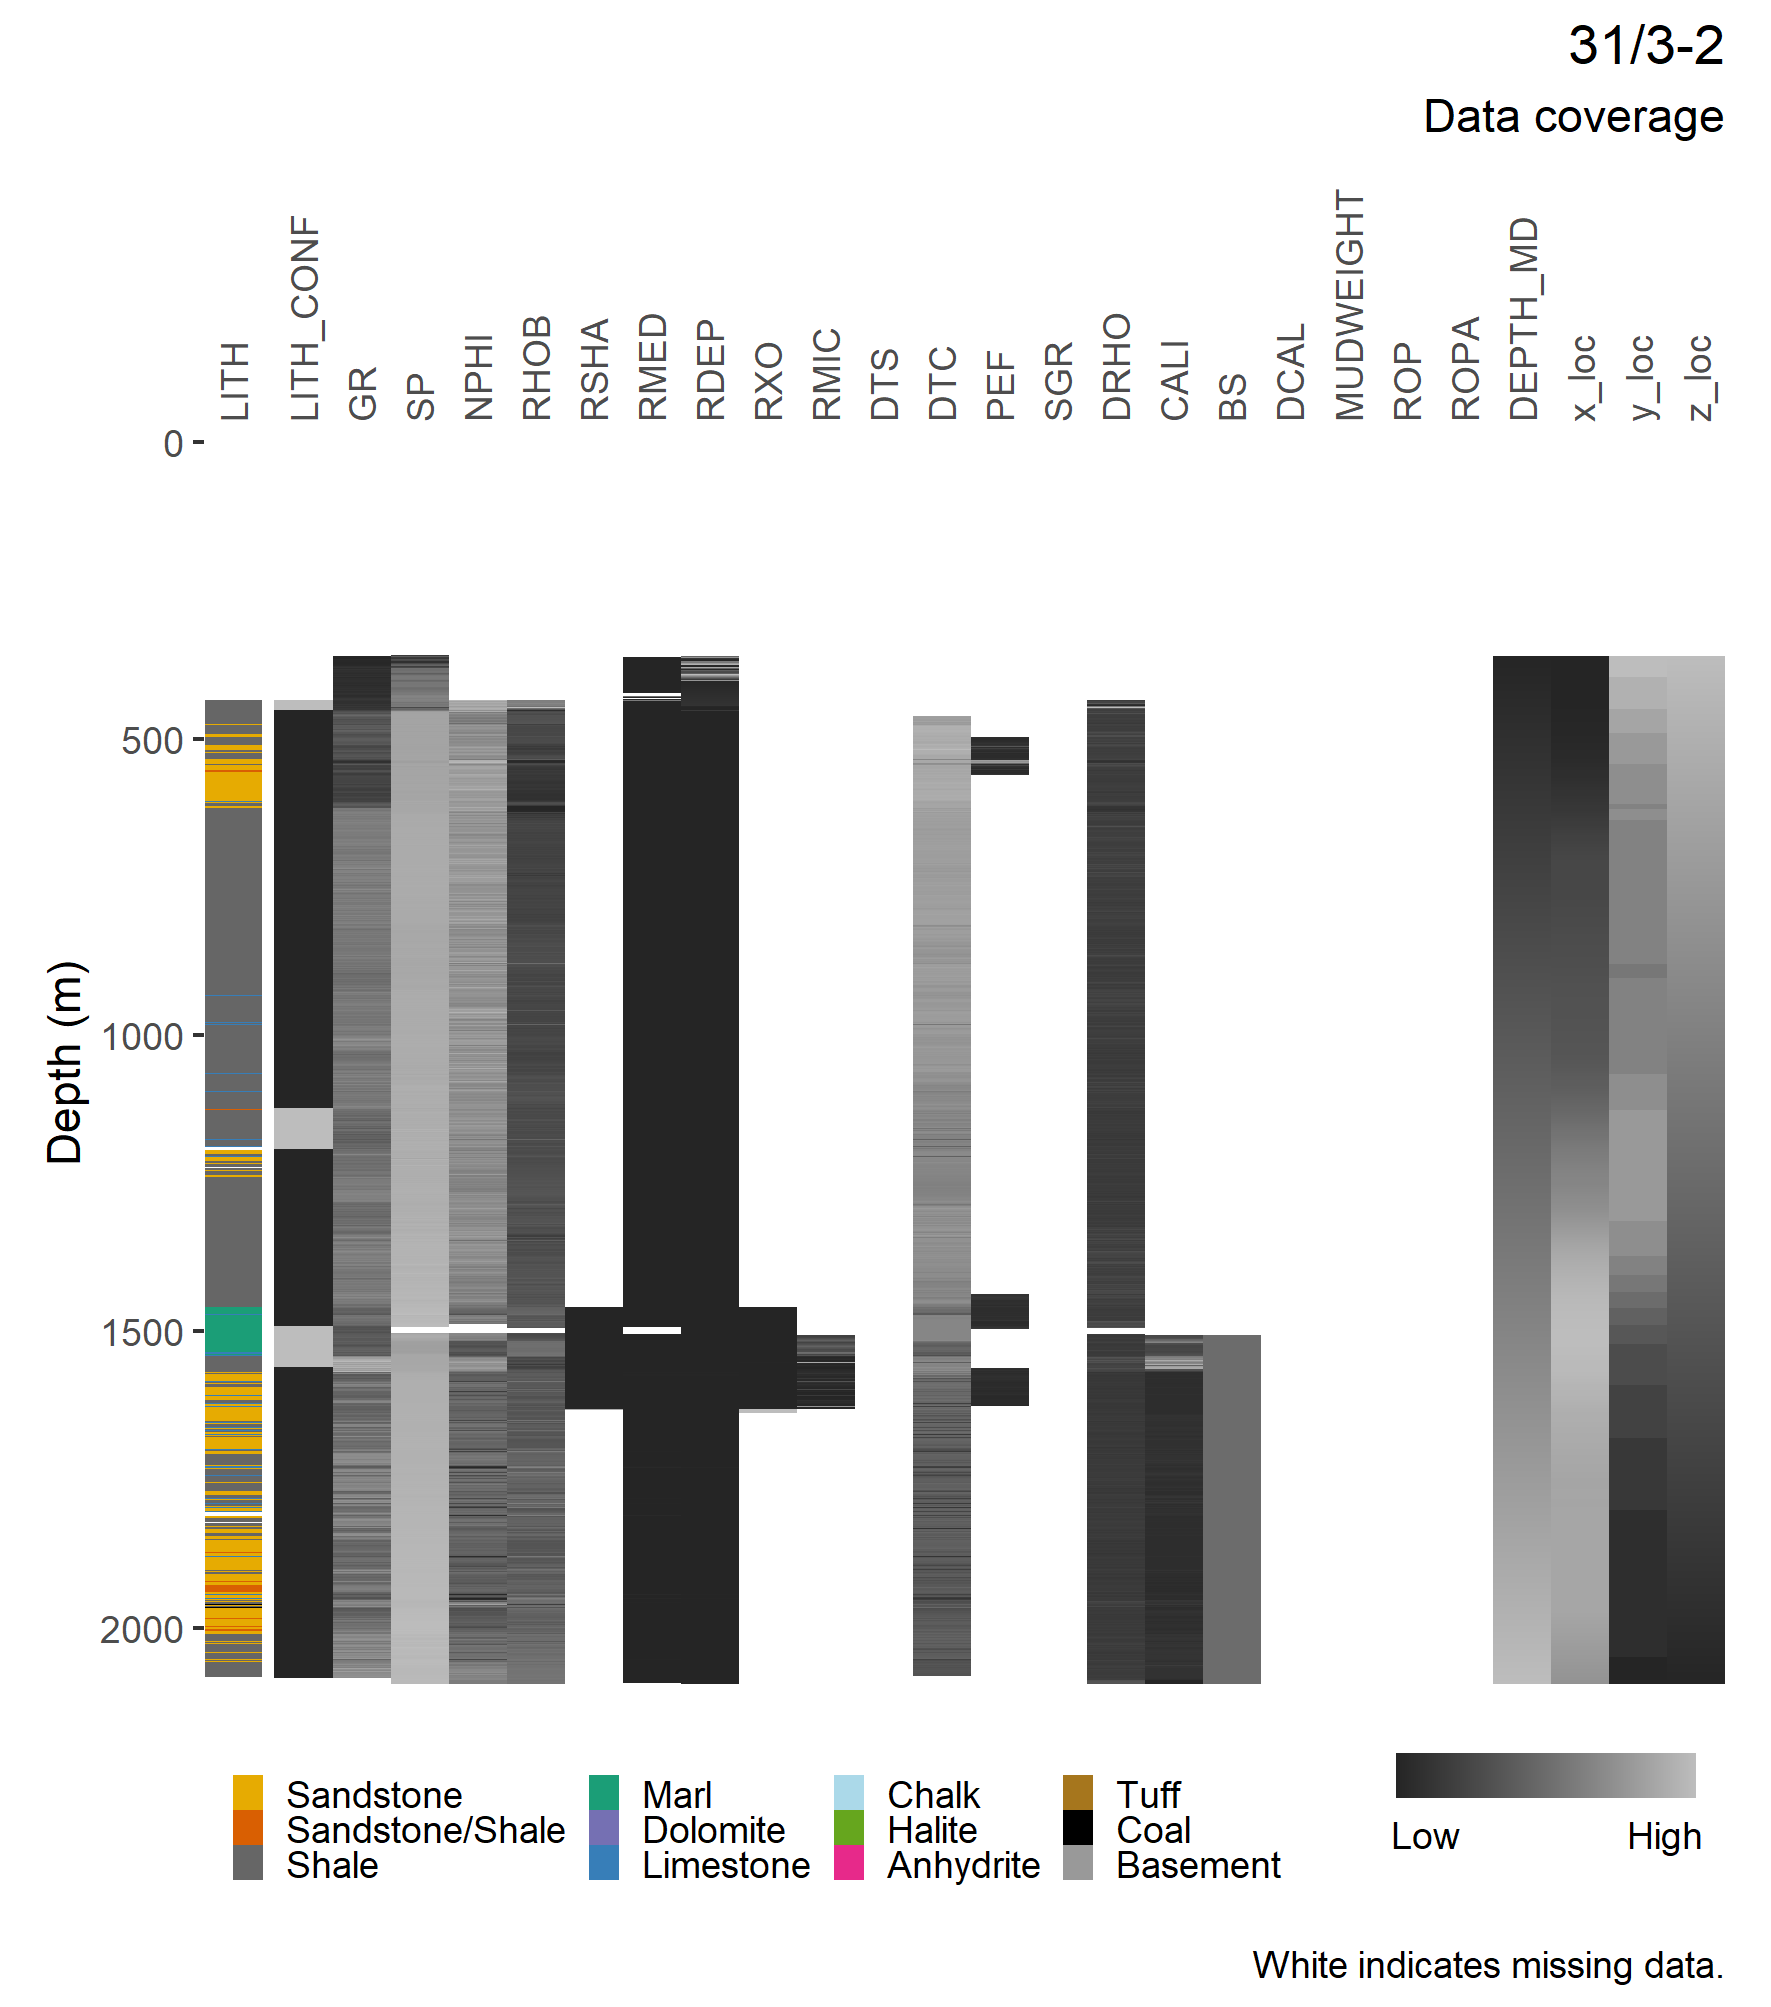 31/3-2
Data coverage
LITH
LITH_CONF
GR
SP
NPHI
RHOB
RSHA
RMED
RDEP
RXO
RMIC
DTS
DTC
PEF
SGR
DRHO
CALI
BS
DCAL
MUDWEIGHT
ROP
ROPA
DEPTH_MD
x_loc
y_loc
z_loc
0
500
1000
1500
2000
Depth (m)
Sandstone
Sandstone/Shale
Shale
Marl
Dolomite
Limestone
Chalk
Halite
Anhydrite
Tuff
Coal
Basement
Low High
White indicates missing data.